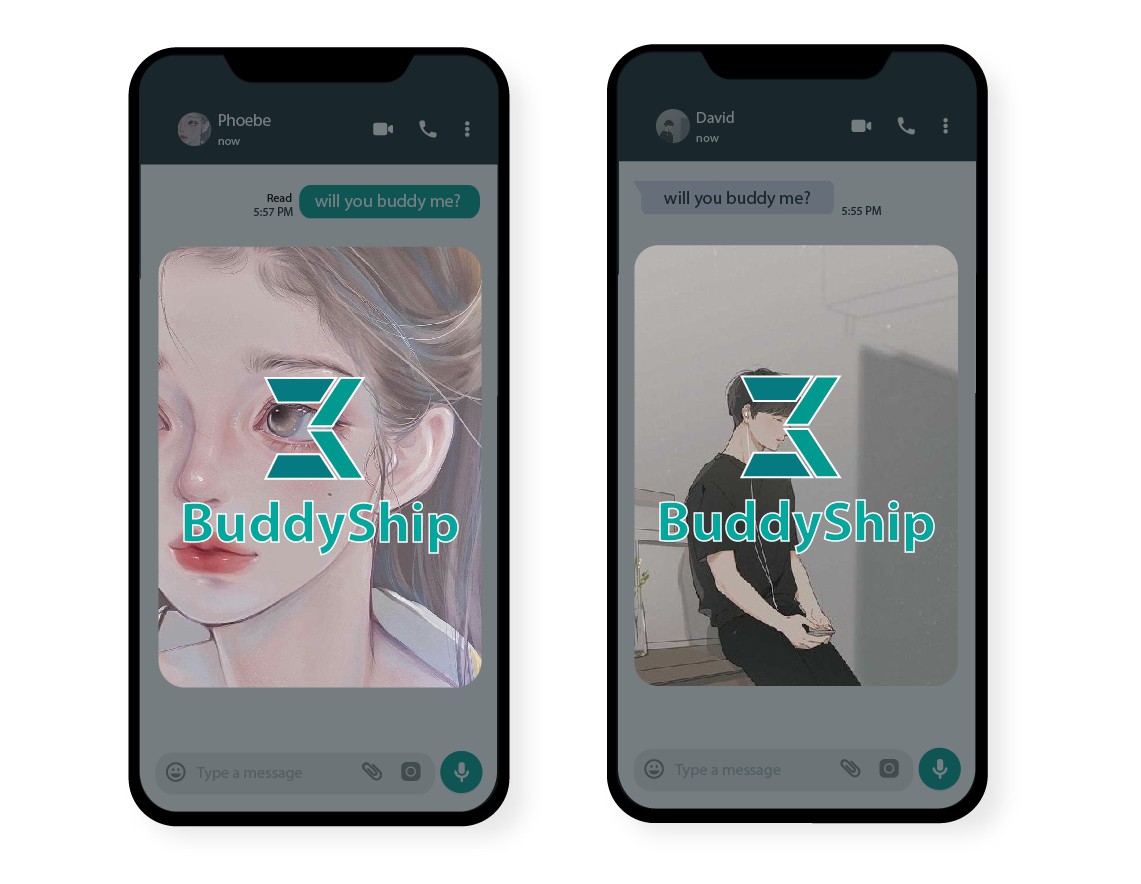 Phoebe
now
Read
5:57 PM
will you buddy me?
BuddyShip
Type a message
David
now
will you buddy me?
5:55 PM
BuddyShip
Type a message